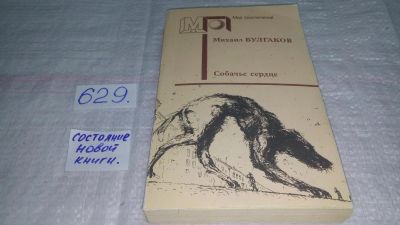 Мир приключений
Михаил БУЛГАКОВ
Собачье сердце
629.
состояние
новой
книги.